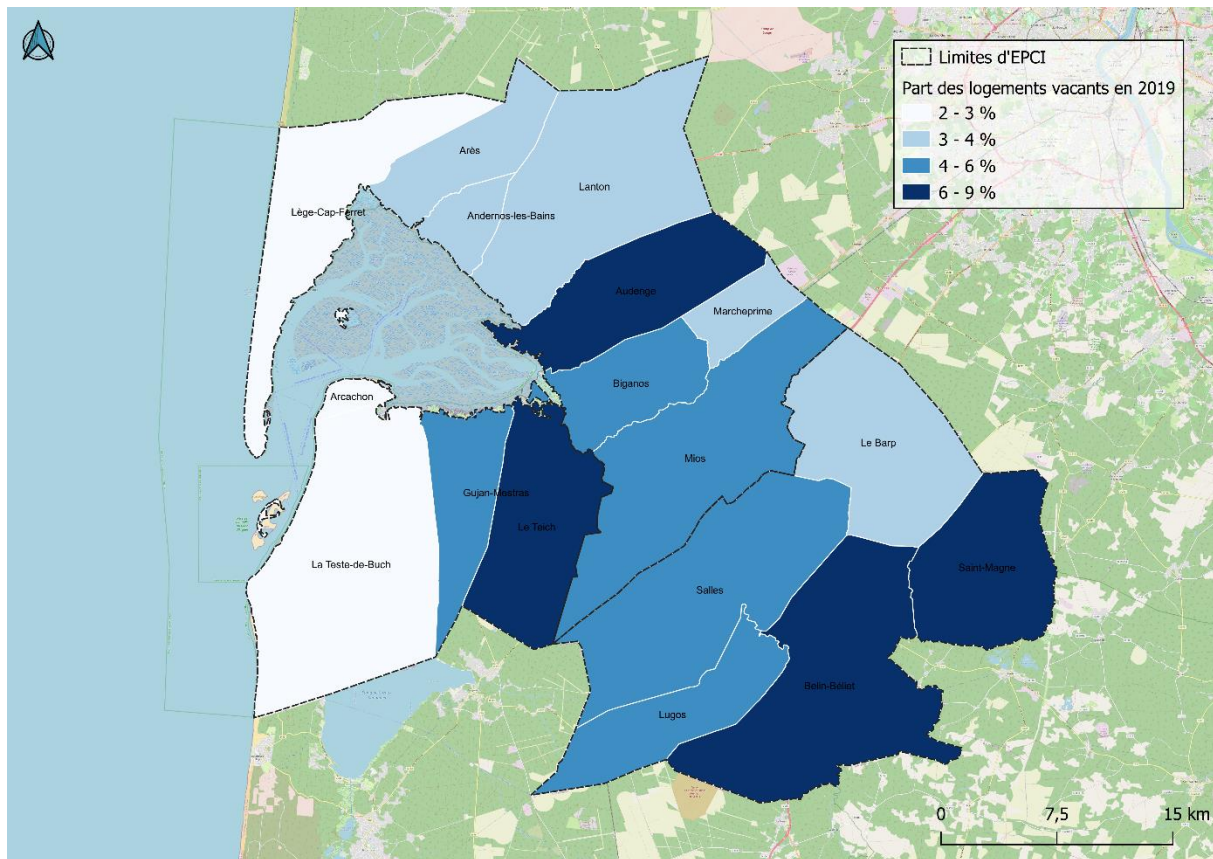 Limites d'EPCI
Part des logements vacants en 2019
2 - 3 %
3 - 4 %
4 - 6 %
6 - 9 %
Arès
Lanton
Lège-Cap-Ferret
Andernos-les-Bains
Audenge
Marcheprime
Biganos
Arcachon
Le Barp
Mios
Gujan-Mestras
Le Teich
La Teste-de-Buch
Saint-Magne
Salles
Belin-Béliet
Lugos
0
7,5
15 km